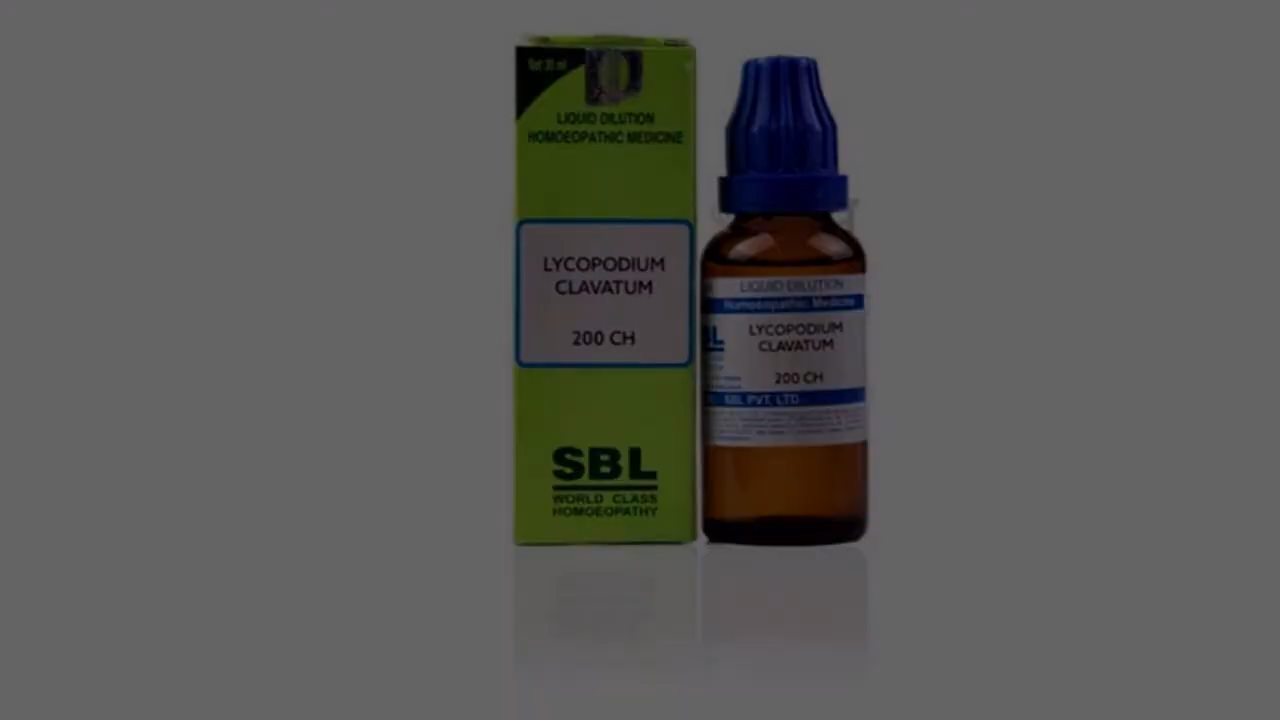 LIQUID DILUTION
HOMOEOPATHIC MEDICINE
LYCOPODIUM
CLAVATUM
200 CH
SBL
WORLD CLASS
HOMOEOPATHY
LIQUID DILUTION
Homoeopathic Medicine
BL
LYCOPODIUM
CLAVATUM
200 CH
SBL PVT. LTD.